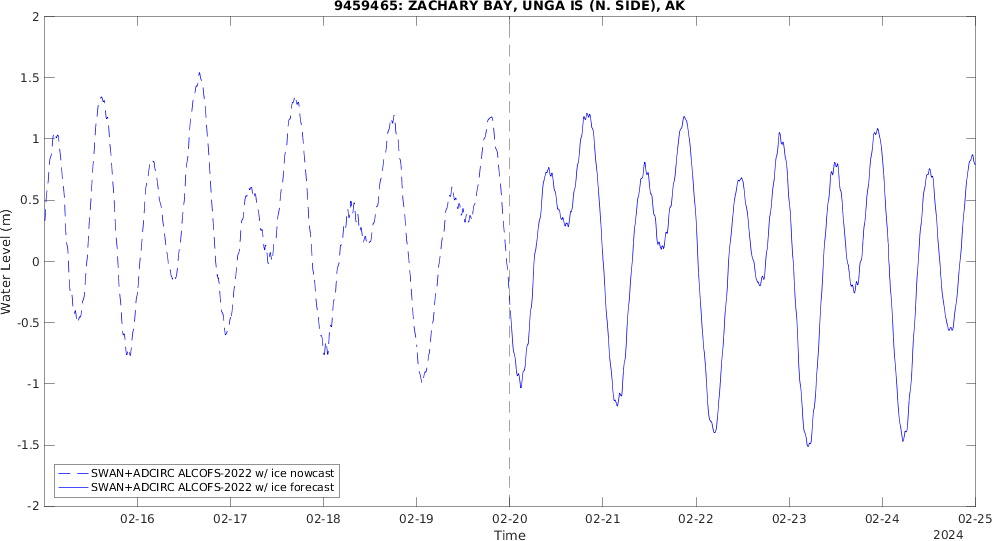 9459465: ZACHARY BAY, UNGA IS (N. SIDE), AK
2
1.5
1
0.5
0
-0.5
-1
-1.5
-2
Water Level (m)
SWAN+ADCIRC ALCOFS-2022 w/ ice nowcast
SWAN+ADCIRC ALCOFS-2022 w/ ice forecast
02-16 02-17 02-18 02-19 02-20 02-21 02-22 02-23 02-24 02-25
Time
2024